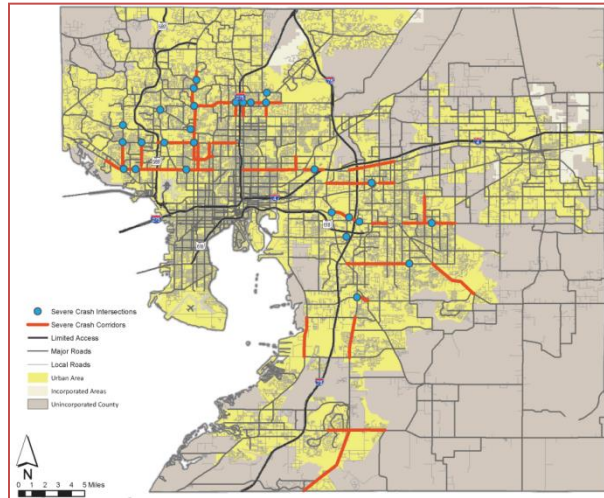 Severe Crash Intersections
Severe Crash Corridors
Limited Access
Major Roads
Local Roads
Urban Area
Incorporated Areas
Unincorporated County
N
0 1 2 3 4 5 Miles